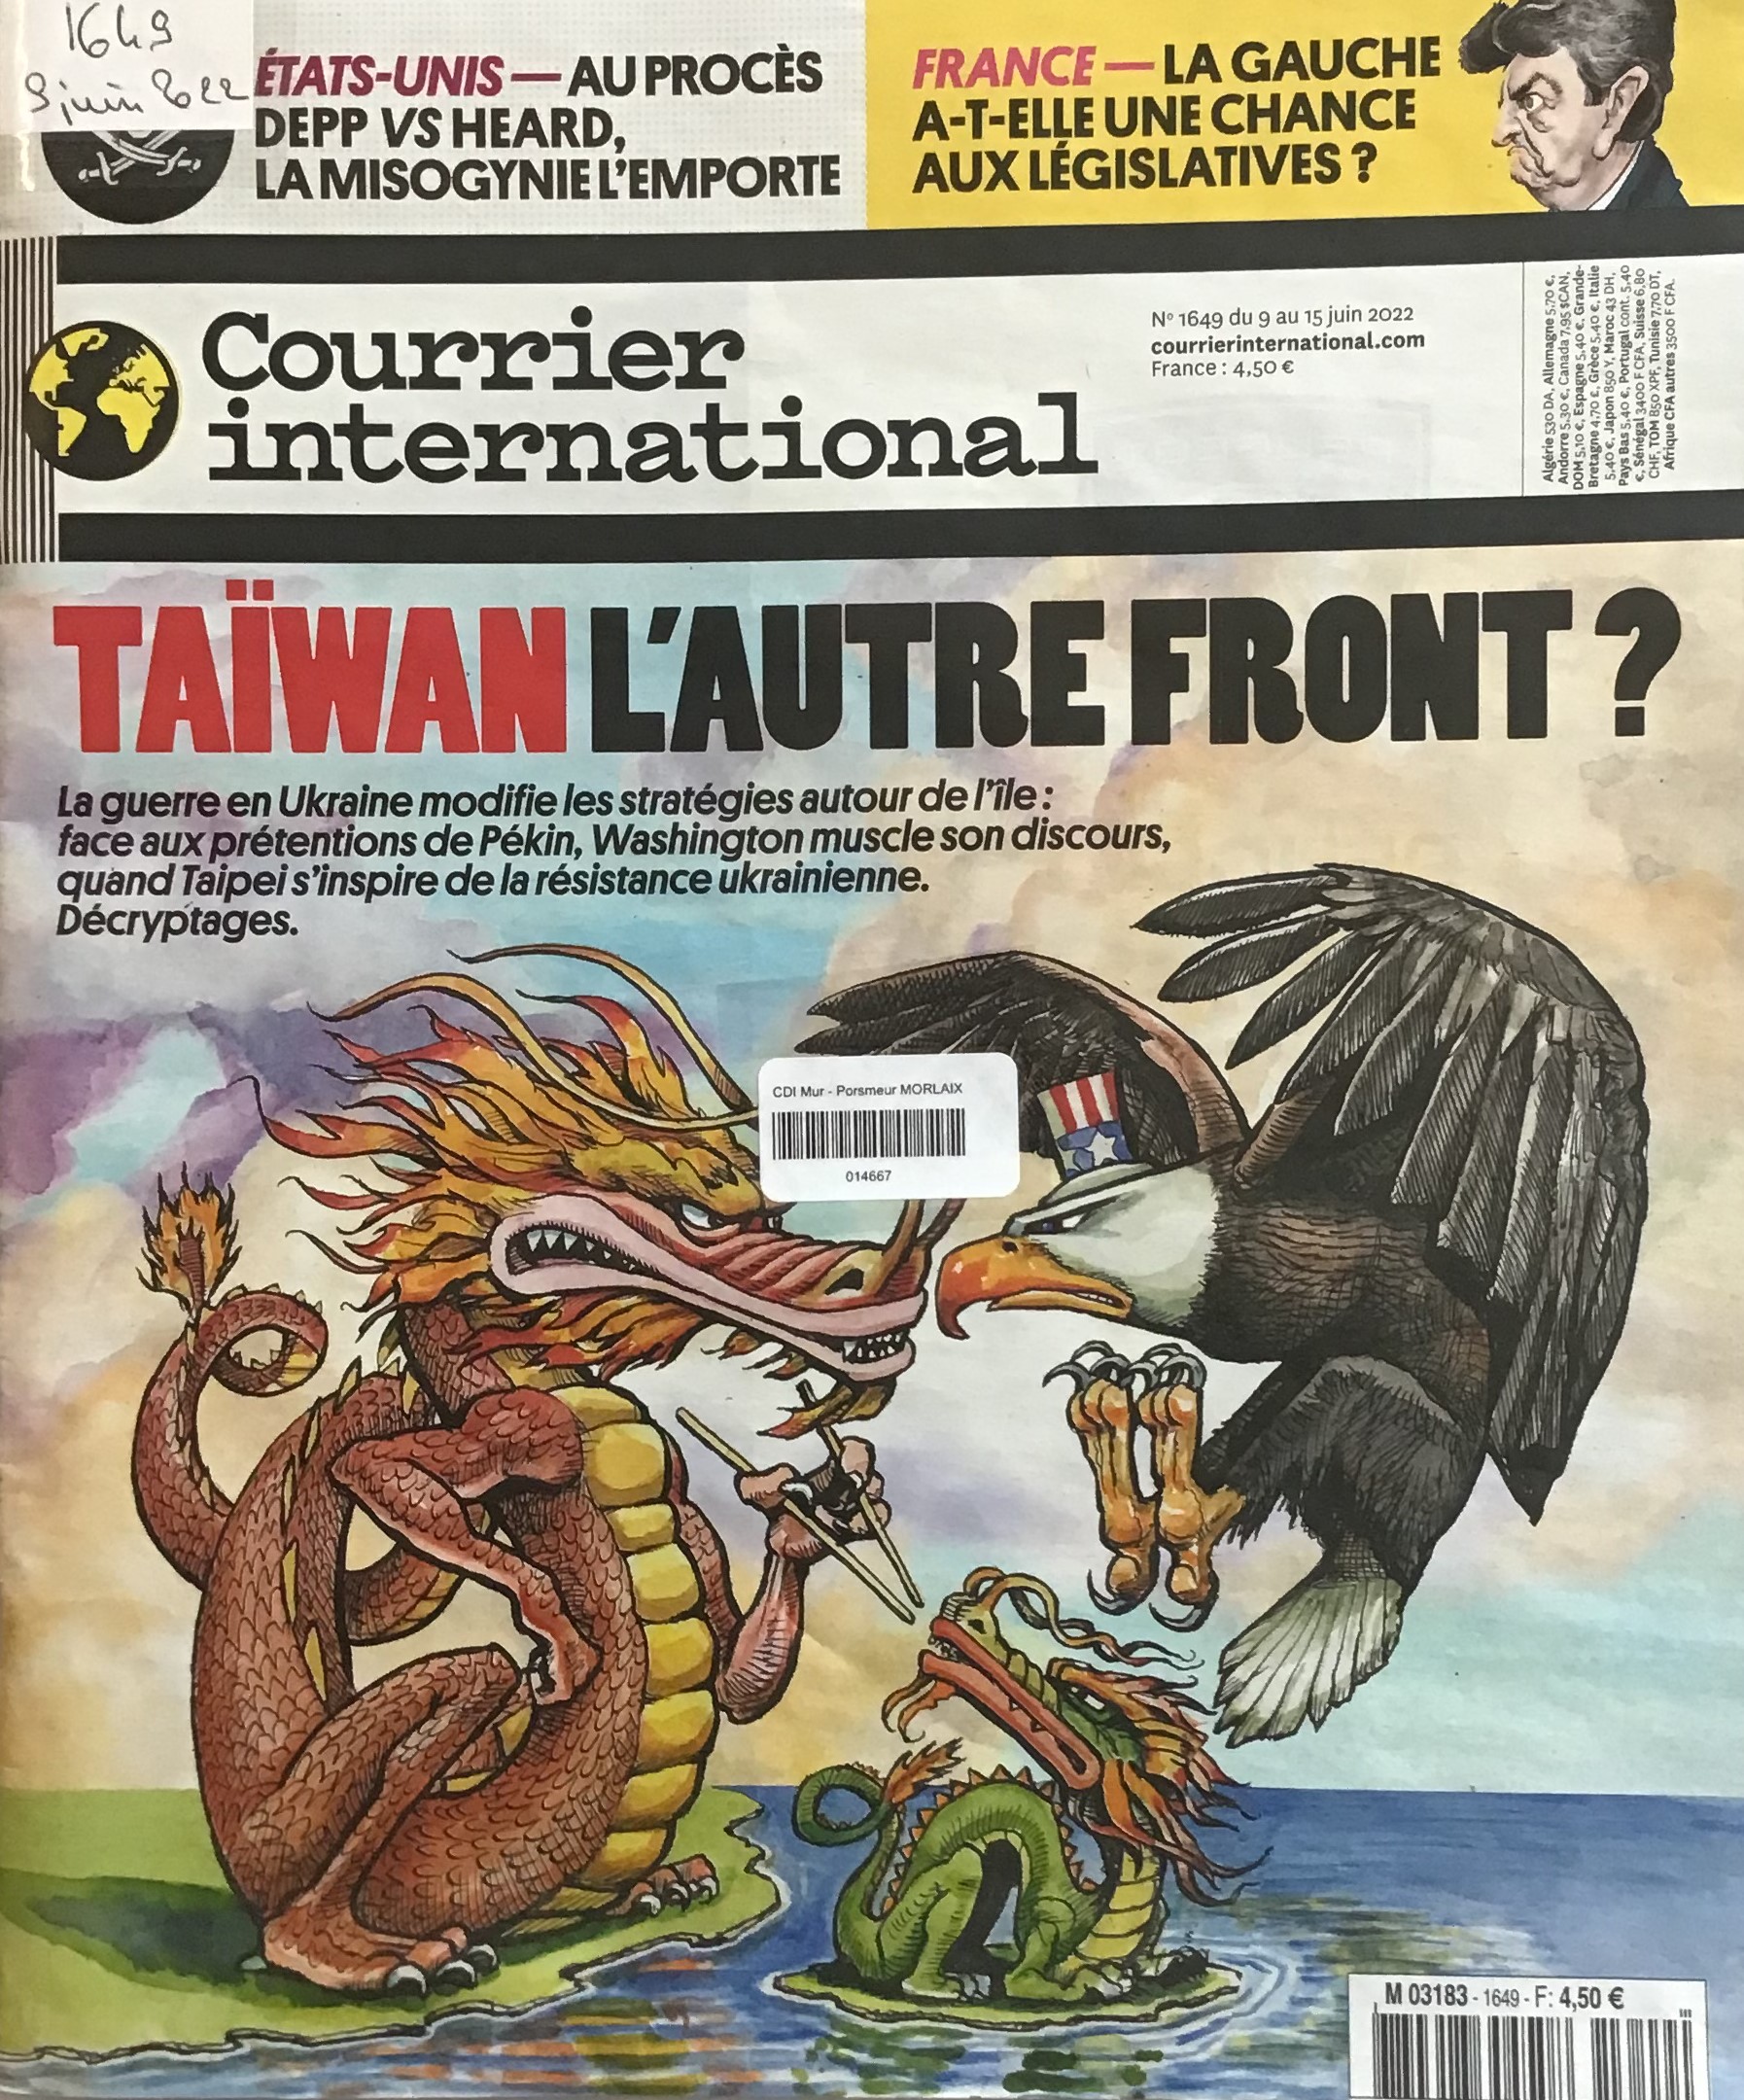 1649
9 juin 2022
ÉTATS-UNIS — AU PROCÈS
DEPP VS HEARD,
LA MISOGYNIE L'EMPORTE
FRANCE — LA GAUCHE
A-T-ELLE UNE CHANCE
AUX LÉGISLATIVES ?
Courrier
international
N° 1649 du 9 au 15 juin 2022
courrierinternational.com
France : 4,50 €
Algérie 530 DA, Allemagne 5,70 €,
Andorre 5,30 €, Canada 7,95 $CAN,
DOM 5,10 €, Espagne 5,40 €, Grande-
Bretagne 4,70 £, Grèce 5,40 €, Italie
5,40 €, Japon 850 Y, Maroc 43 DH,
Pays Bas 5,40 €, Portugal cont. 5,40
€, Sénégal 3400 F CFA, Suisse 6,80
CHF, TOM 850 XPF, Tunisie 7,70 DT,
Afrique CFA autres 3500 F CFA.
TAÏWAN L'AUTRE FRONT ?
La guerre en Ukraine modifie les stratégies autour de l'île :
face aux prétentions de Pékin, Washington muscle son discours,
quand Taipei s'inspire de la résistance ukrainienne.
Décryptages.
CDI Mur - Porsmeur MORLAIX
014667
M 03183 - 1649 - F: 4,50 €